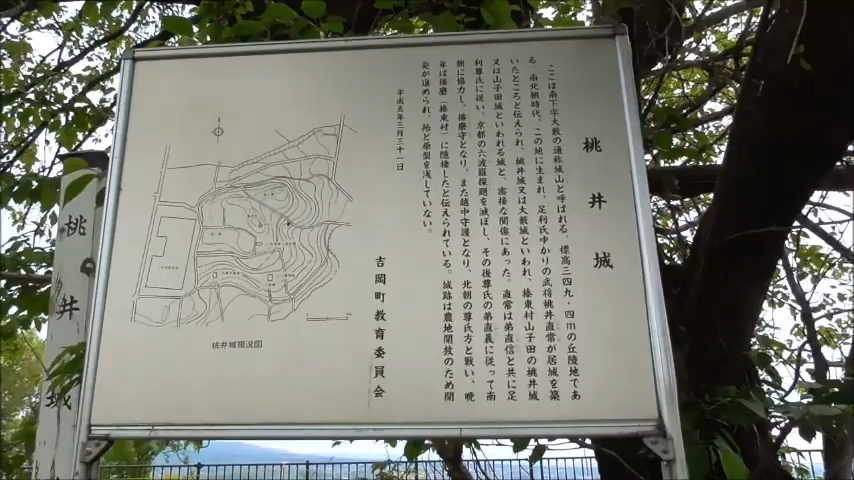 桃井城
ここは南下字大藪の通称城山と呼ばれる、標高三四九・四mの丘陵地であ
る。南北朝時代、この地に生まれ、足利氏ゆかりの武将桃井直常が居城を築
いたところと伝えられ、桃井城又は大藪城といわれ、榛東村山子田の桃井城
又は山子田城といわれる城と、密接な関係にあった。直常は弟直信と共に足
利尊氏に従い、京都の六波羅探題を滅ぼし、その後尊氏の弟直義に従って南
朝に協力し、播磨守となり、また越中守護となり、北朝の尊氏方と戦い、晩
年は播磨（榛東村）に隠棲したと伝えられている。城跡は農地開放のため開
発が進められ、殆ど原型を残していない。
平成五年三月三十一日
吉岡町教育委員会
桃井城現況図
桃井城